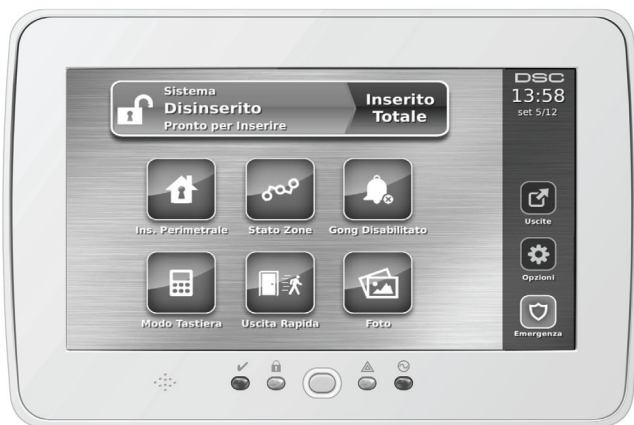 Sistema
Disinserito
Pronto per Inserire
Inserito
Totale
DSC
13:58
set 5/12
Ins. Perimetrale
Stato Zone
Gong Disabilitato
Modo Tastiera
Uscita Rapida
Foto
Uscite
Opzioni
Emergenza